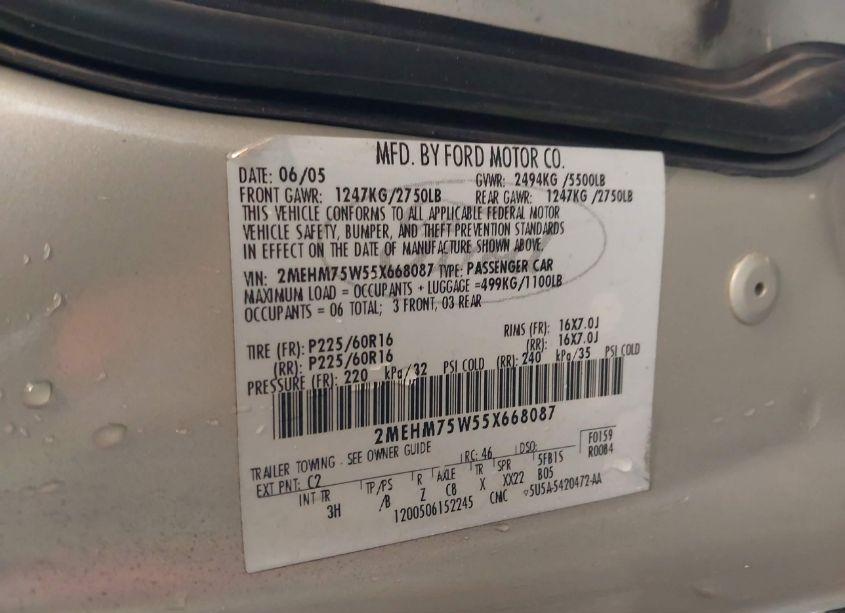 MFD. BY FORD MOTOR CO.
DATE: 06/05 GVWR: 2494KG /5500LB
FRONT GAWR: 1247KG/2750LB REAR GAWR: 1247KG /2750LB
THIS VEHICLE CONFORMS TO ALL APPLICABLE FEDERAL MOTOR
VEHICLE SAFETY, BUMPER, AND THEFT PREVENTION STANDARDS
IN EFFECT ON THE DATE OF MANUFACTURE SHOWN ABOVE.
VIN: 2MEHM75W55X668087 TYPE: PASSENGER CAR
MAXIMUM LOAD = OCCUPANTS + LUGGAGE =499KG/1100LB
OCCUPANTS = 06 TOTAL; 3 FRONT, 03 REAR
TIRE (FR): P225/60R16 RIMS (FR): 16X7.0J
(RR): P225/60R16 (RR): 16X7.0J
PRESSURE (FR): 220 kPa/32 PSI COLD (RR): 240 kPa/35 PSI COLD
2MEHM75W55X668087
TRAILER TOWING - SEE OWNER GUIDE
EXT PNT: C2 RC: 46 DSO: F0159
R0084
INT TR TP/PS R AXLE TR SPR 5FB15
3H /B Z CB X XX22 B05
1200506152245 CMC 5U5A-5420472-AA